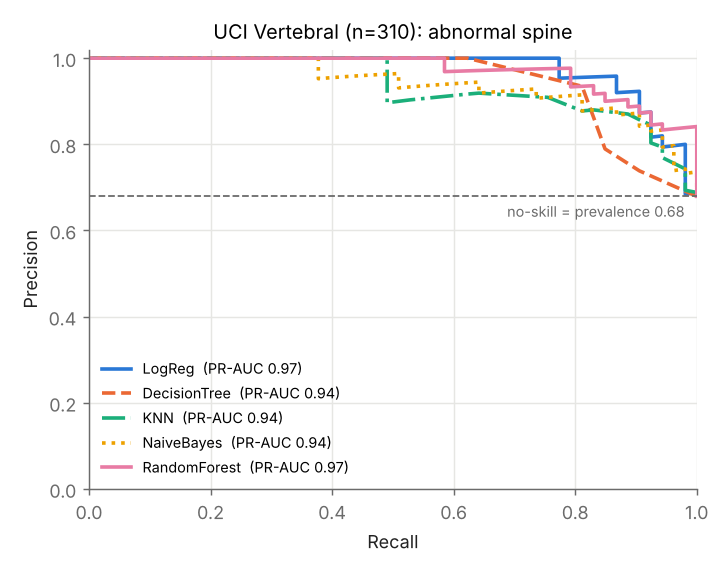 UCI Vertebral (n=310): abnormal spine
Precision
1.0
0.8
0.6
0.4
0.2
0.0
no-skill = prevalence 0.68
LogReg (PR-AUC 0.97)
DecisionTree (PR-AUC 0.94)
KNN (PR-AUC 0.94)
NaiveBayes (PR-AUC 0.94)
RandomForest (PR-AUC 0.97)
0.0 0.2 0.4 0.6 0.8 1.0
Recall